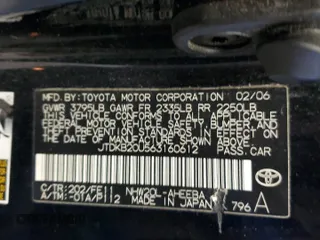 MFD. BY: TOYOTA MOTOR CORPORATION 02/06
GVWR 3795LB GAWR FR 2335LB RR 2250LB
THIS VEHICLE CONFORMS TO ALL APPLICABLE
FEDERAL MOTOR VEHICLE SAFETY, BUMPER, AND
THEFT PREVENTION STANDARDS IN EFFECT ON
THE DATE OF MANUFACTURE SHOWN ABOVE.
JTDKB20U563160812 PASS. CAR
C/TR: 202/FE11 NHW20L-AHEEBA
A/TM: -01A/P112 MADE IN JAPAN 796 A